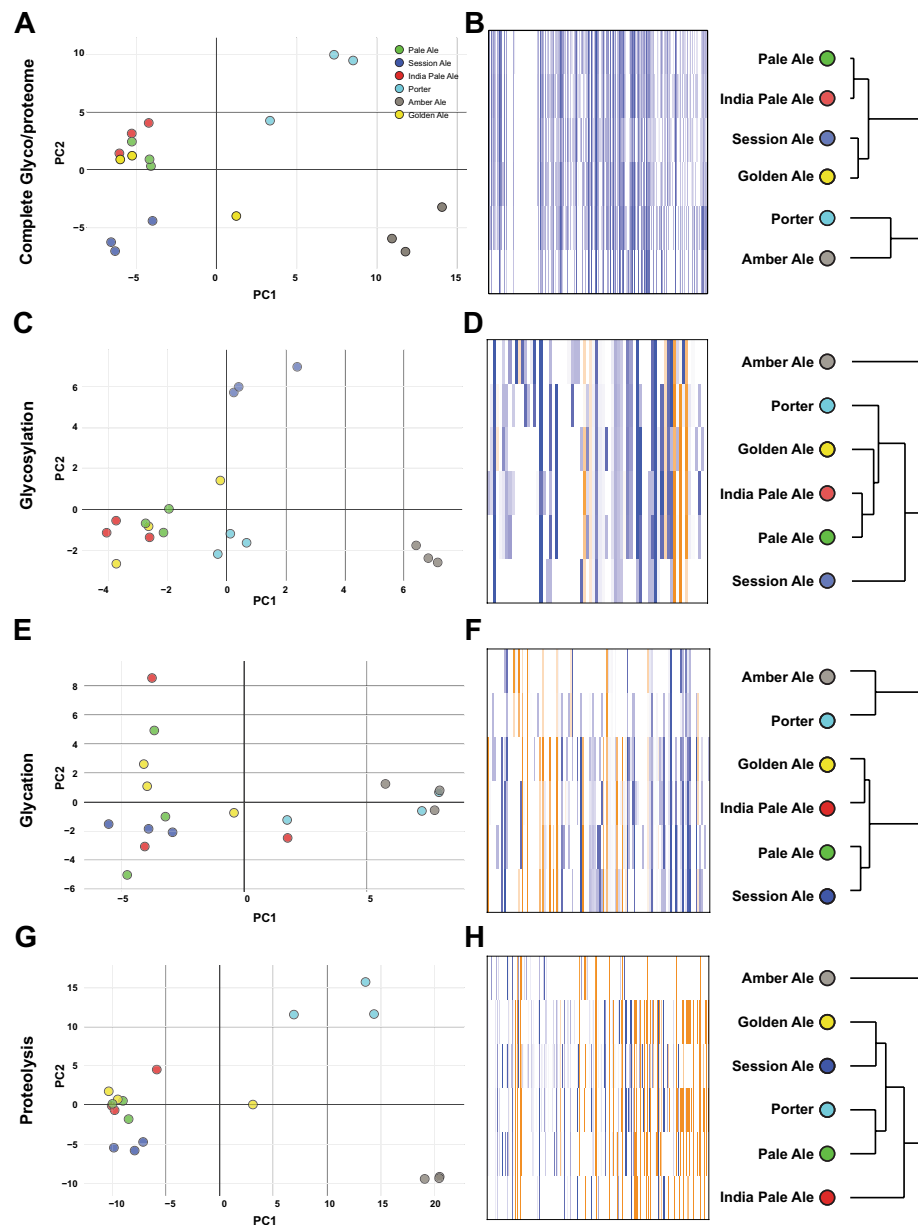 A
Complete Glyco/proteome
PC2
10
5
0
−5
−5
0
5
10
15
PC1
Pale Ale
Session Ale
India Pale Ale
Porter
Amber Ale
Golden Ale
B
Pale Ale
India Pale Ale
Session Ale
Golden Ale
Porter
Amber Ale
C
Glycosylation
PC2
6
4
2
0
−2
−4
−2
0
2
4
6
PC1
D
Amber Ale
Porter
Golden Ale
India Pale Ale
Pale Ale
Session Ale
E
Glycation
PC2
8
6
4
2
0
−2
−4
−6
−5
0
5
PC1
F
Amber Ale
Porter
Golden Ale
India Pale Ale
Pale Ale
Session Ale
G
Proteolysis
PC2
15
10
5
0
−5
−10
−10
−5
0
5
10
15
20
PC1
H
Amber Ale
Golden Ale
Session Ale
Porter
Pale Ale
India Pale Ale